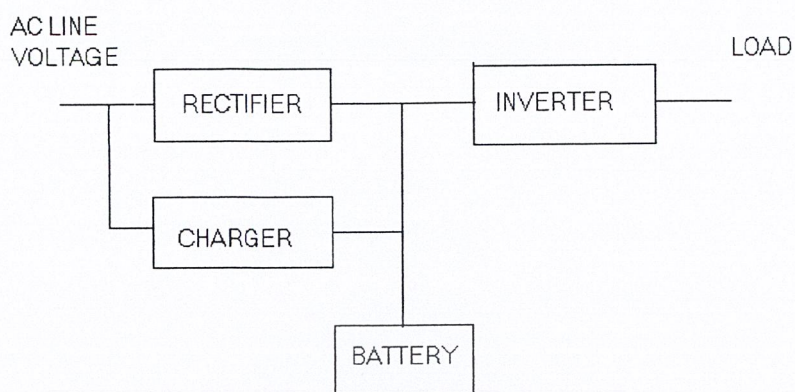 AC LINE
VOLTAGE
LOAD
RECTIFIER
INVERTER
CHARGER
BATTERY